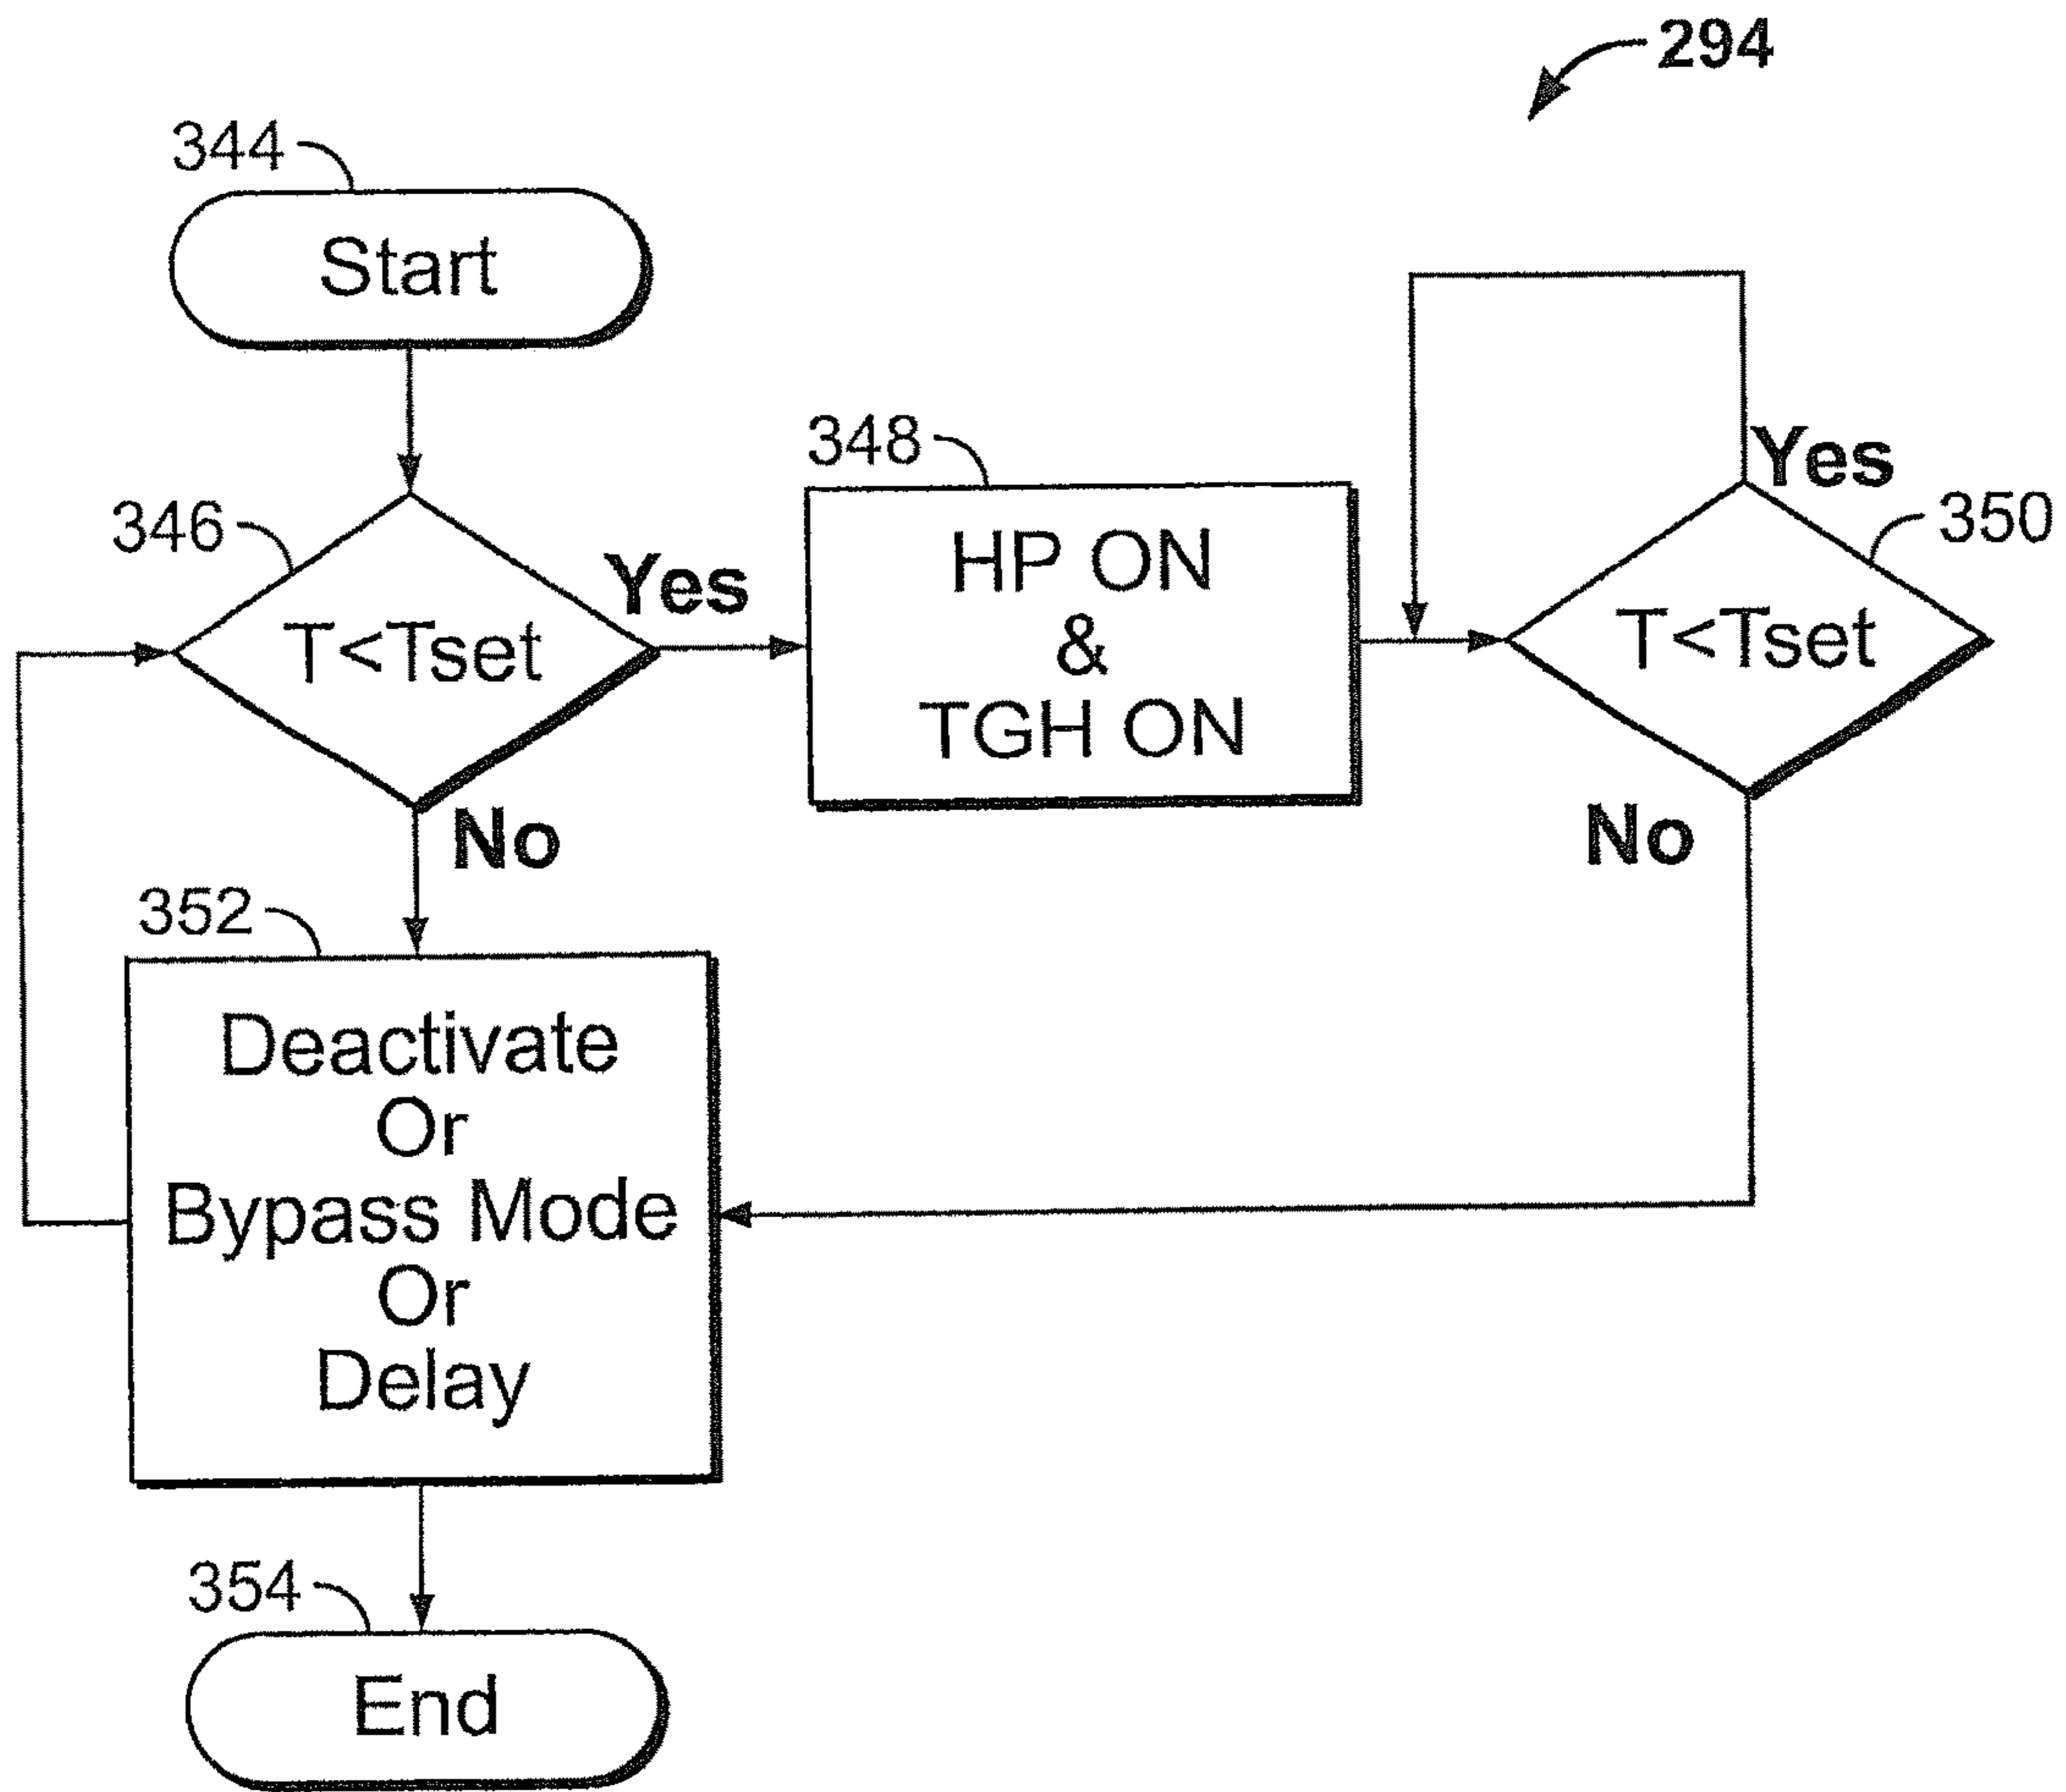 294
344
Start
346
T<Tset
Yes
No
348
HP ON
&
TGH ON
Yes
350
T<Tset
No
352
Deactivate
Or
Bypass Mode
Or
Delay
354
End